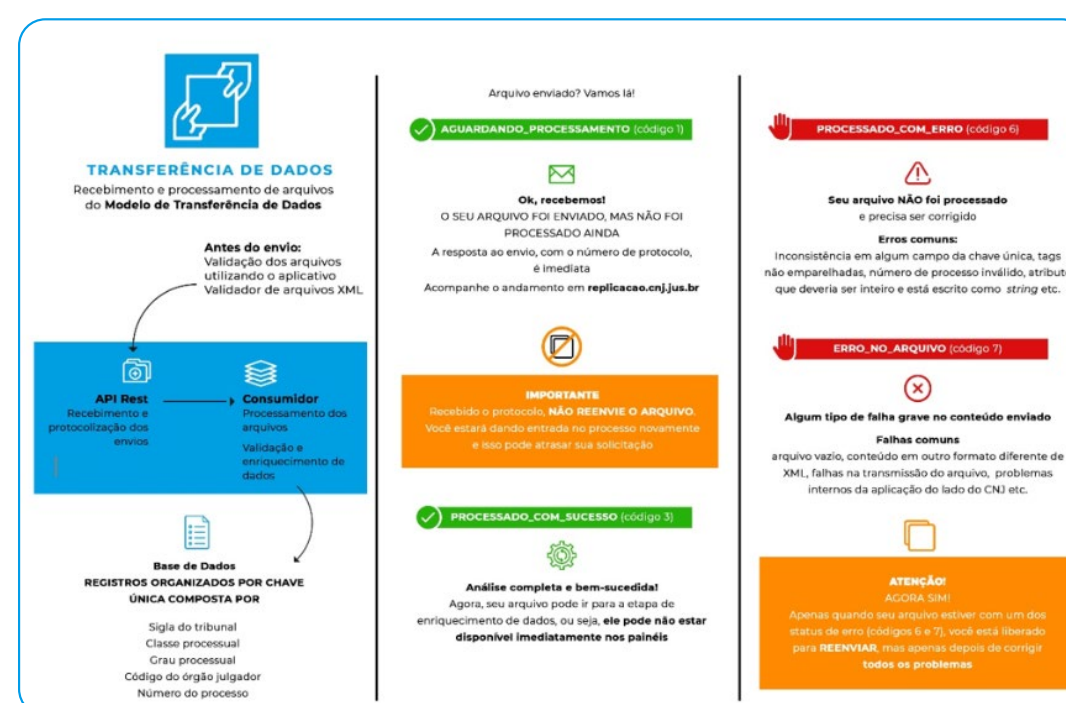 TRANSFERÊNCIA DE DADOS
Recebimento e processamento de arquivos
do Modelo de Transferência de Dados
Antes do envio:
Validação dos arquivos
utilizando o aplicativo
Validador de arquivos XML
API Rest
Recebimento e
protocolização dos
envios
Consumidor
Processamento dos
arquivos
Validação e
enriquecimento de
dados
Base de Dados
REGISTROS ORGANIZADOS POR CHAVE
ÚNICA COMPOSTA POR
Sigla do tribunal
Classe processual
Grau processual
Código do órgão julgador
Número do processo
Arquivo enviado? Vamos lá!
AGUARDANDO_PROCESSAMENTO (código 1)
Ok, recebemos!
O SEU ARQUIVO FOI ENVIADO, MAS NÃO FOI
PROCESSADO AINDA
A resposta ao envio, com o número de protocolo,
é imediata
Acompanhe o andamento em replicacao.cnj.jus.br
IMPORTANTE
Recebido o protocolo, NÃO REENVIE O ARQUIVO.
Você estará dando entrada no processo novamente
e isso pode atrasar sua solicitação
PROCESSADO_COM_SUCESSO (código 3)
Análise completa e bem-sucedida!
Agora, seu arquivo pode ir para a etapa de
enriquecimento de dados, ou seja, ele pode não estar
disponível imediatamente nos painéis
PROCESSADO_COM_ERRO (código 6)
Seu arquivo NÃO foi processado
e precisa ser corrigido
Erros comuns:
Inconsistência em algum campo da chave única, tags
não emparelhadas, número de processo inválido, atribut
que deveria ser inteiro e está escrito como string etc.
ERRO_NO_ARQUIVO (código 7)
Algum tipo de falha grave no conteúdo enviado
Falhas comuns
arquivo vazio, conteúdo em outro formato diferente de
XML, falhas na transmissão do arquivo, problemas
internos da aplicação do lado do CNJ etc.
ATENÇÃO!
AGORA SIM!
Apenas quando seu arquivo estiver com um dos
status de erro (códigos 6 e 7), você está liberado
para REENVIAR, mas apenas depois de corrigir
todos os problemas